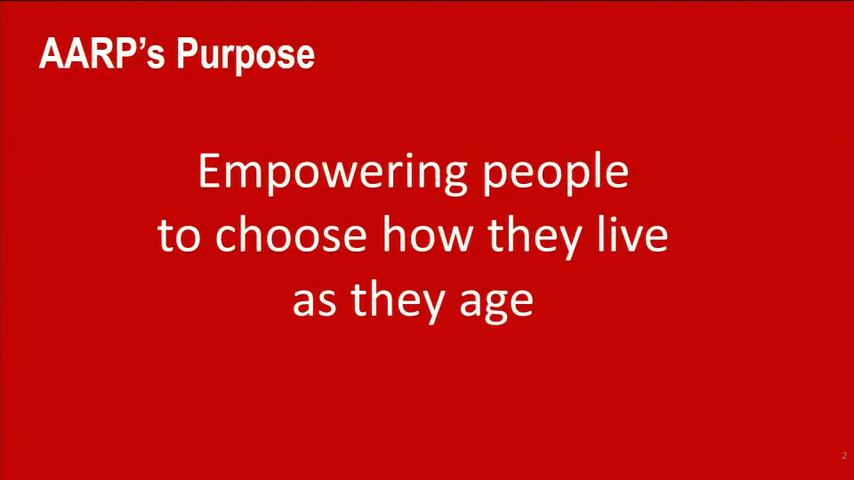 AARP's Purpose
Empowering people
to choose how they live
as they age
2